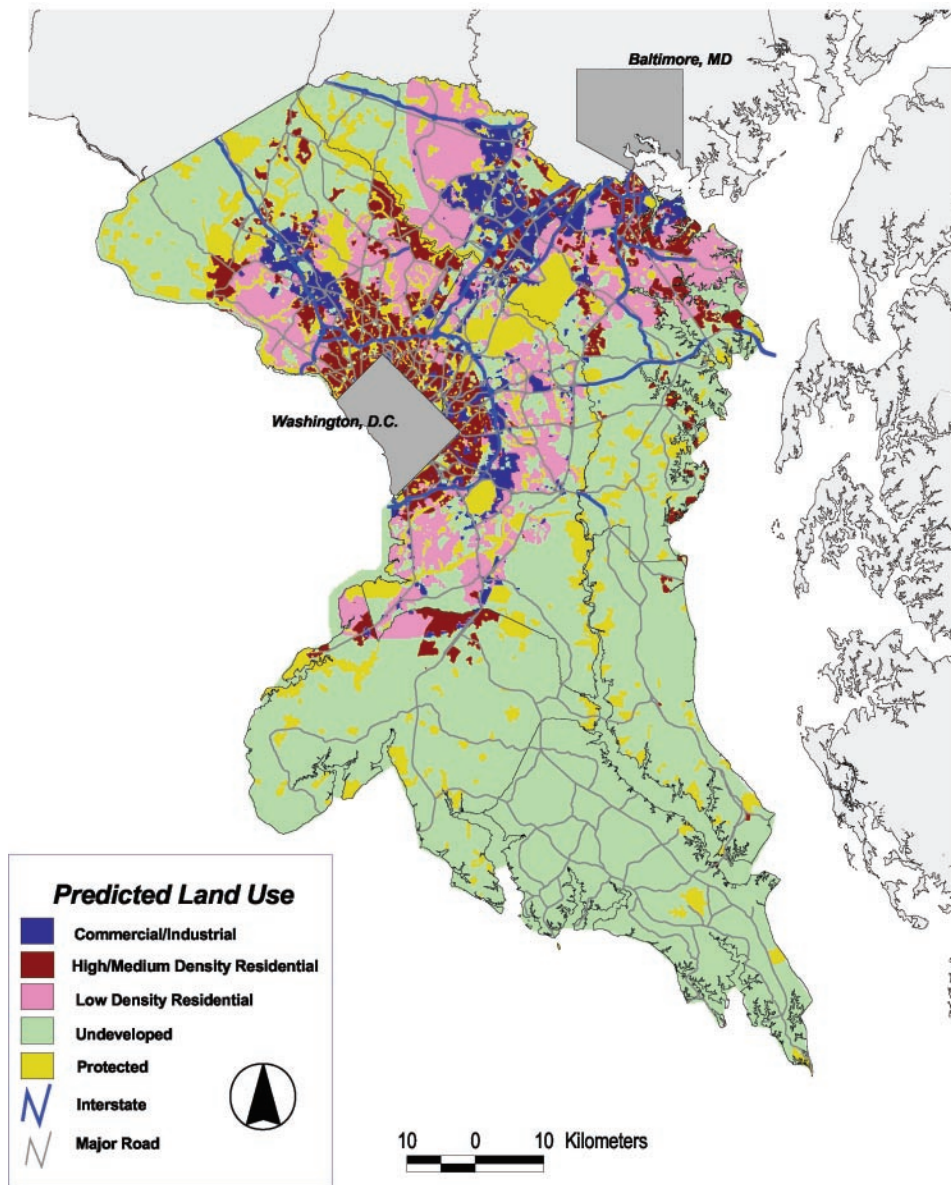 Baltimore, MD
Washington, D.C.
Predicted Land Use
Commercial/Industrial
High/Medium Density Residential
Low Density Residential
Undeveloped
Protected
Interstate
Major Road
10 0 10 Kilometers